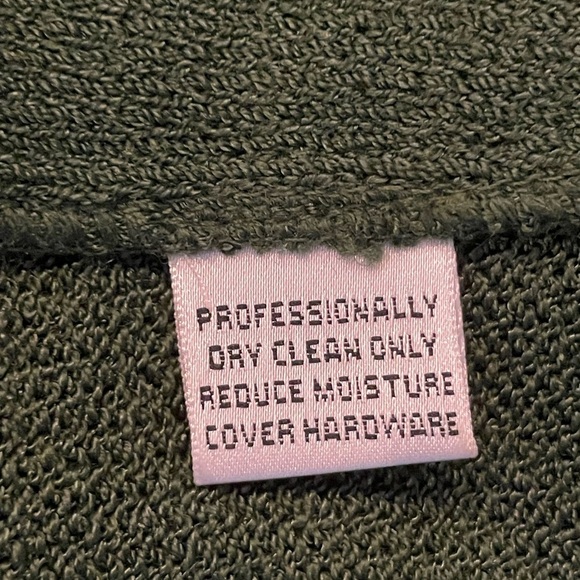 PROFESSIONALLY
DRY CLEAN ONLY
REDUCE MOISTURE
COVER HARDWARE